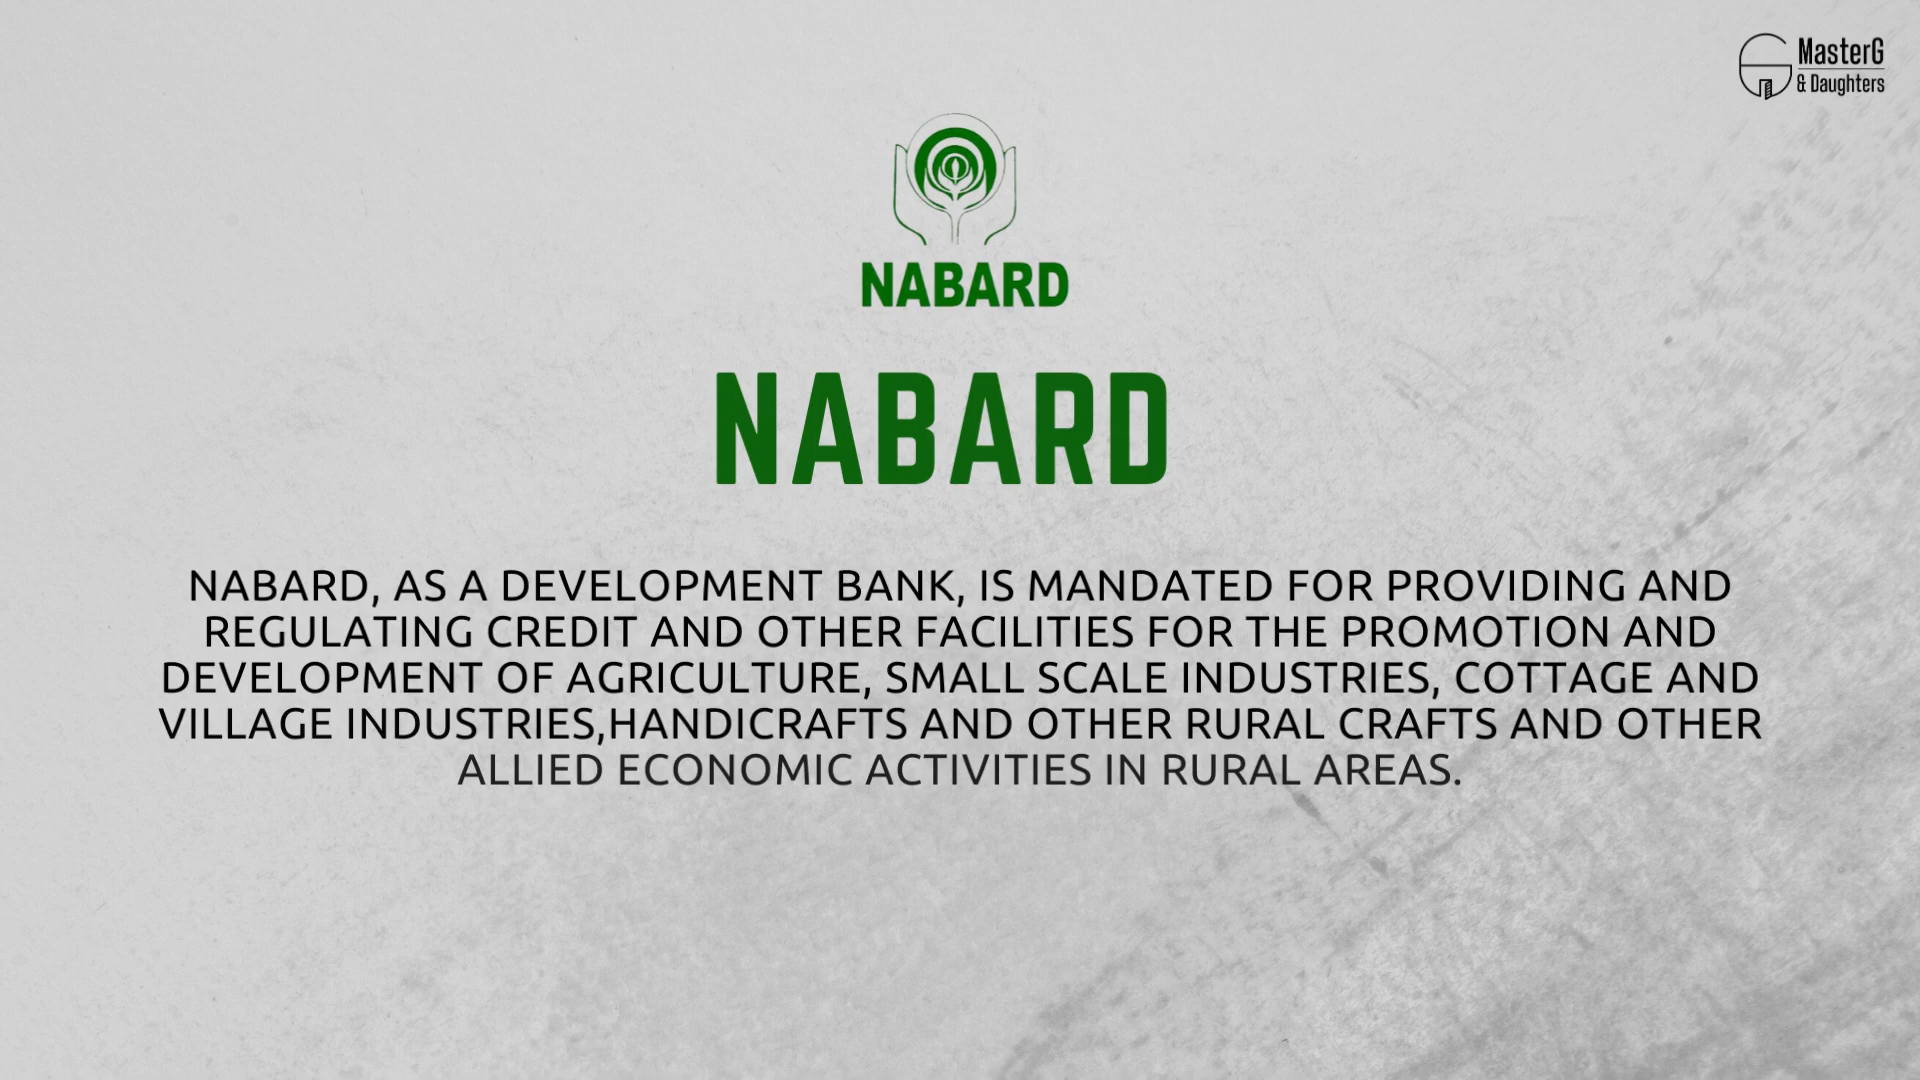 MasterG
& Daughters
NABARD
NABARD
NABARD, AS A DEVELOPMENT BANK, IS MANDATED FOR PROVIDING AND
REGULATING CREDIT AND OTHER FACILITIES FOR THE PROMOTION AND
DEVELOPMENT OF AGRICULTURE, SMALL SCALE INDUSTRIES, COTTAGE AND
VILLAGE INDUSTRIES,HANDICRAFTS AND OTHER RURAL CRAFTS AND OTHER
ALLIED ECONOMIC ACTIVITIES IN RURAL AREAS.